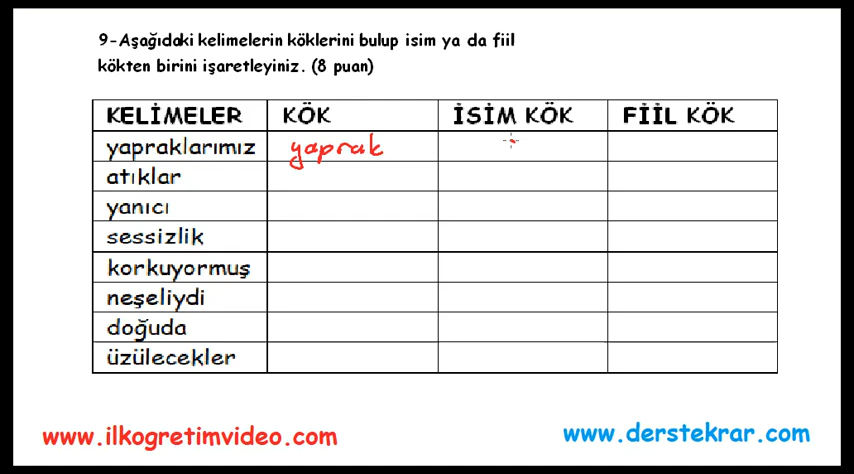 9-Aşağıdaki kelimelerin köklerini bulup isim ya da fiil
kökten birini işaretleyiniz. (8 puan)
KELİMELER KÖK İSİM KÖK FİİL KÖK
yapraklarımız yaprak
atıklar
yanıcı
sessizlik
korkuyormuş
neşeliydi
doğuda
üzülecekler
www.ilkogretimvideo.com
www.derstekrar.com